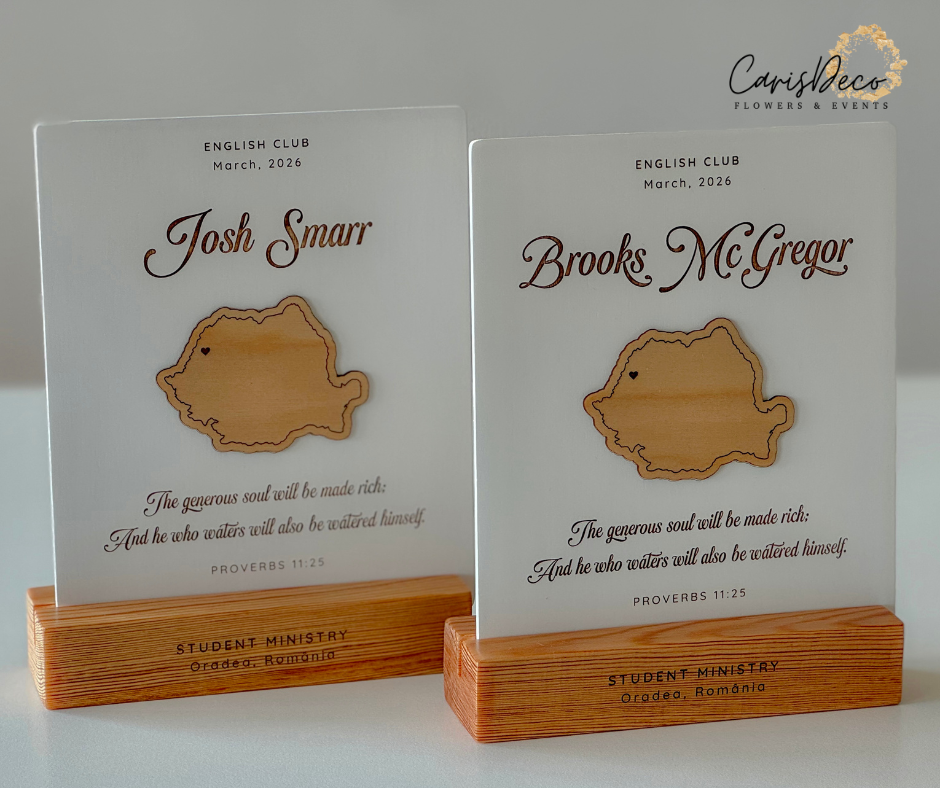 CarisDeco
FLOWERS & EVENTS
ENGLISH CLUB
March, 2026
Josh Smarr
The generous soul will be made rich;
And he who waters will also be watered himself.
PROVERBS 11:25
STUDENT MINISTRY
Oradea, România
ENGLISH CLUB
March, 2026
Brooks McGregor
The generous soul will be made rich;
And he who waters will also be watered himself.
PROVERBS 11:25
STUDENT MINISTRY
Oradea, România